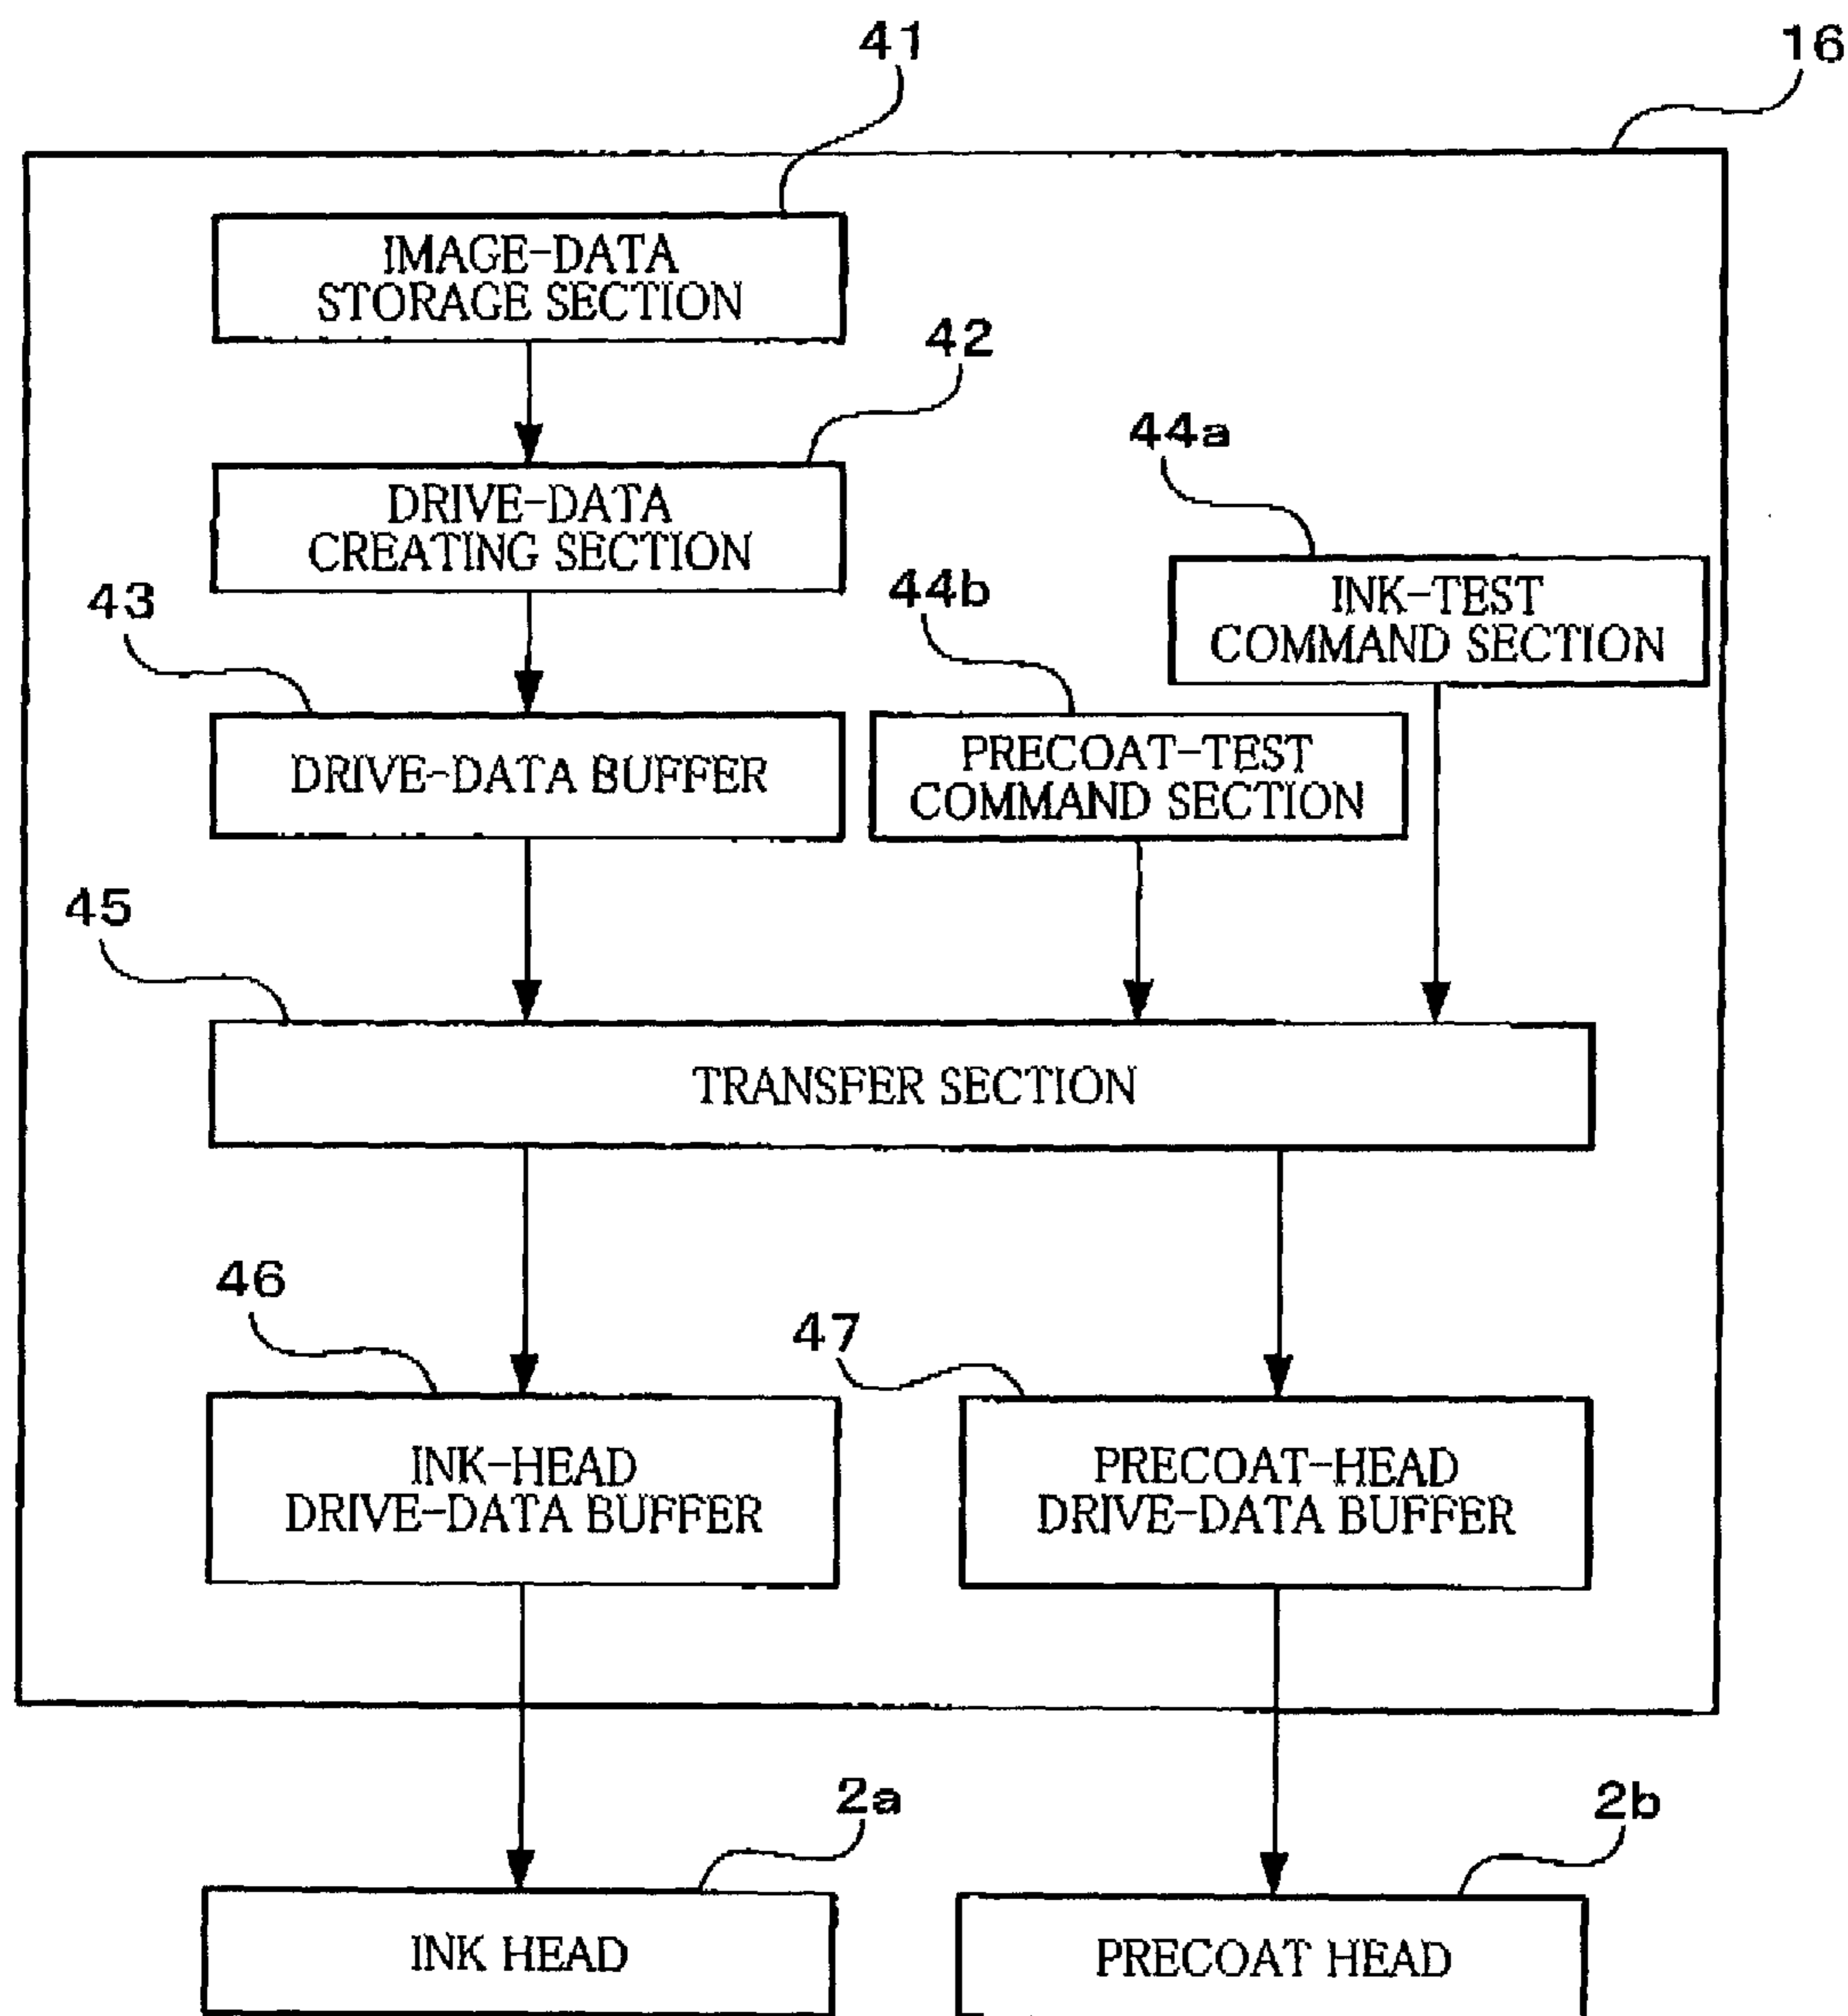 41
16
IMAGE-DATA
STORAGE SECTION
42
DRIVE-DATA
CREATING SECTION
44a
INK-TEST
COMMAND SECTION
43
44b
DRIVE-DATA BUFFER
PRECOAT-TEST
COMMAND SECTION
45
TRANSFER SECTION
46
47
INK-HEAD
DRIVE-DATA BUFFER
PRECOAT-HEAD
DRIVE-DATA BUFFER
2a
2b
INK HEAD
PRECOAT HEAD